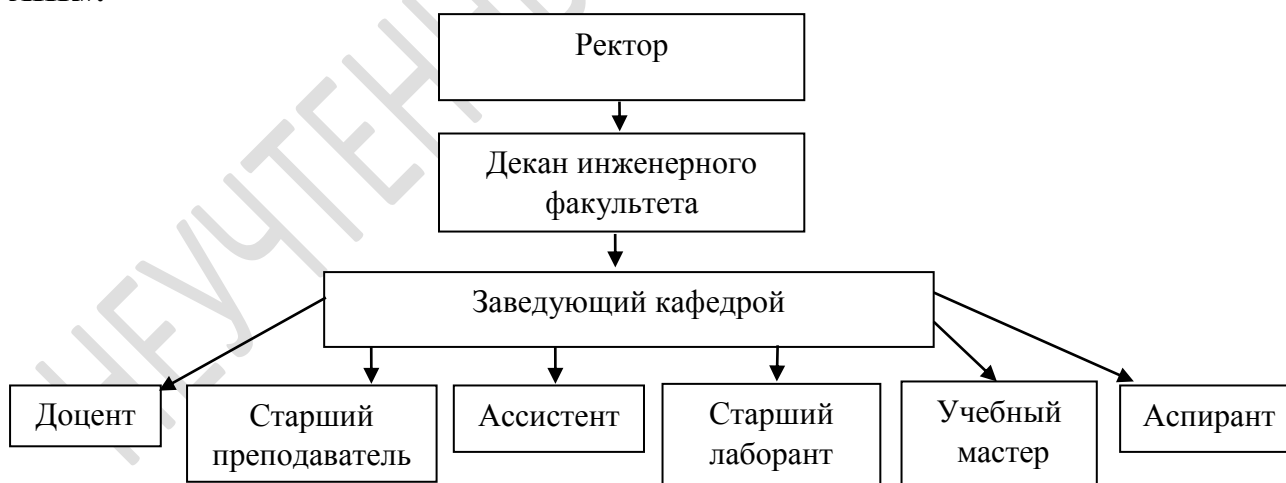 Ректор
Декан инженерного
факультета
Заведующий кафедрой
Доцент
Старший
преподаватель
Ассистент
Старший
лаборант
Учебный
мастер
Аспирант